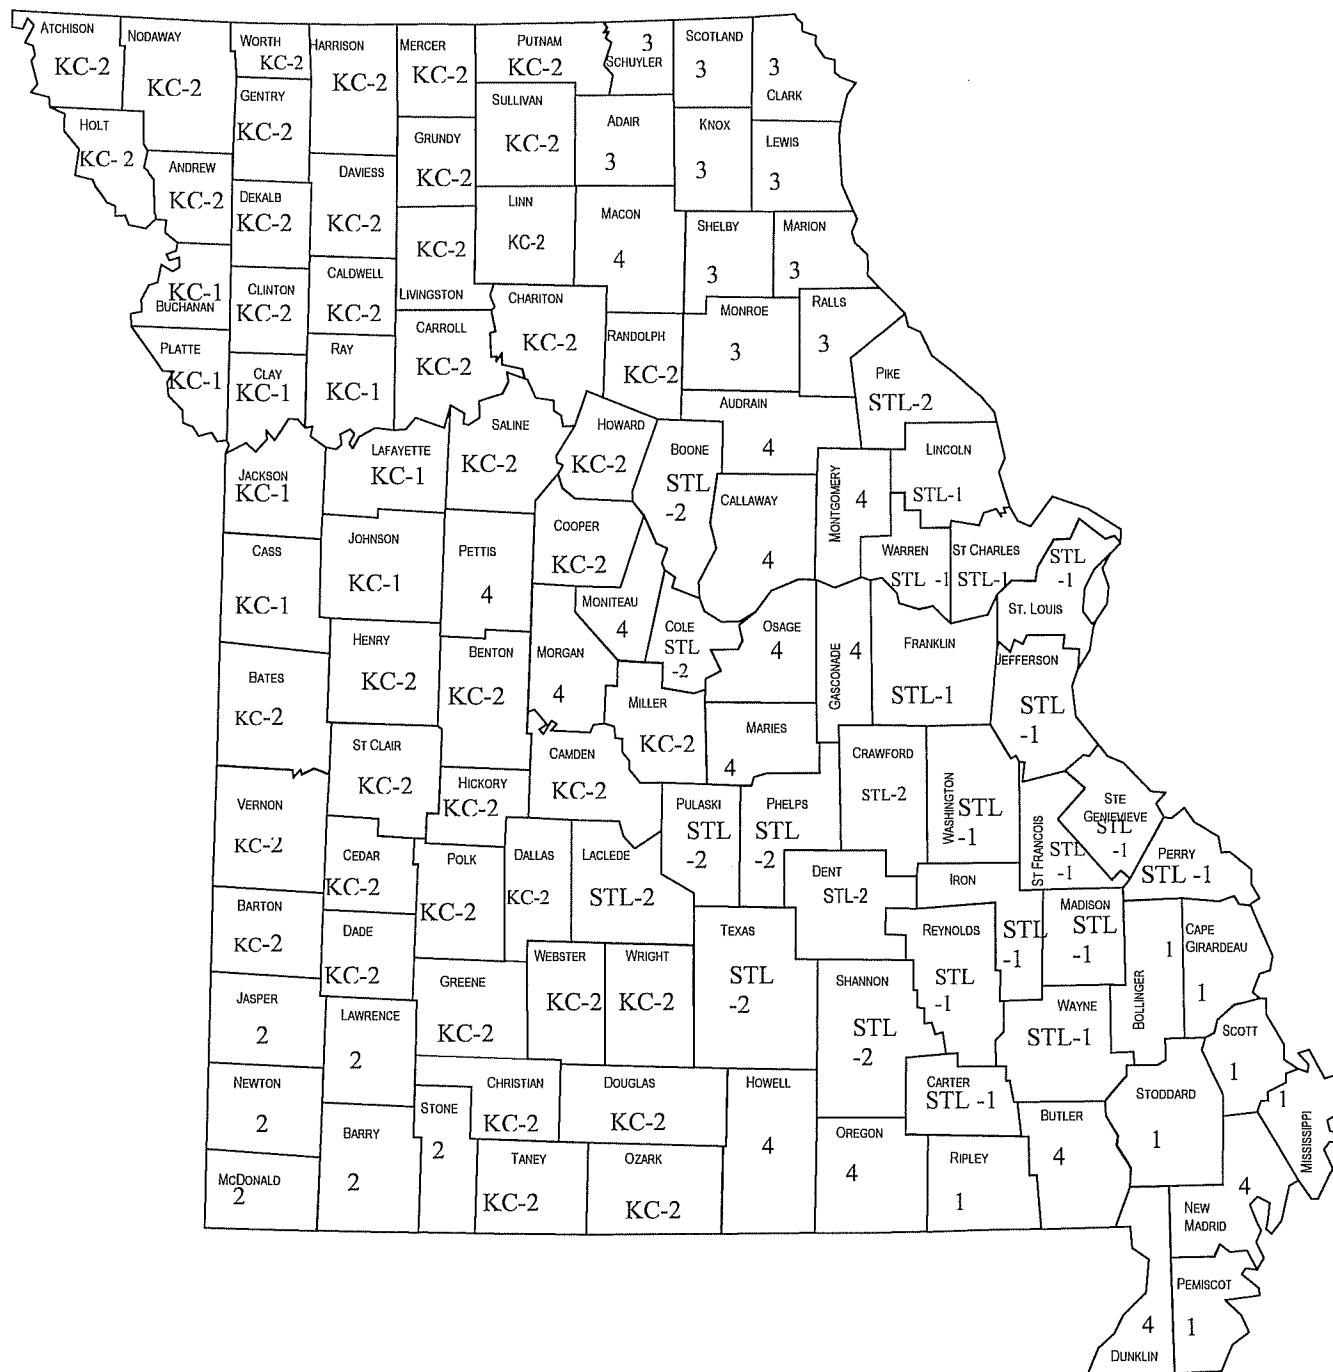 ATCHISON
KC-2
NODAWAY
KC-2
WORTH
KC-2
HARRISON
KC-2
MERCER
KC-2
PUTNAM
KC-2
3
SCHUYLER
SCOTLAND
3
3
CLARK
HOLT
KC- 2
ANDREW
KC-2
GENTRY
KC-2
DEKALB
KC-2
DAVIESS
KC-2
GRUNDY
KC-2
SULLIVAN
KC-2
ADAIR
3
KNOX
3
LEWIS
3
LINN
KC-2
MACON
4
SHELBY
3
MARION
3
KC-1
BUCHANAN
CLINTON
KC-2
CALDWELL
KC-2
KC-2
LIVINGSTON
CHARITON
KC-2
RANDOLPH
KC-2
MONROE
3
RALLS
3
PLATTE
KC-1
CLAY
KC-1
RAY
KC-1
CARROLL
KC-2
PIKE
STL-2
AUDRAIN
4
JACKSON
KC-1
LAFAYETTE
KC-1
SALINE
KC-2
HOWARD
KC-2
BOONE
STL
-2
CALLAWAY
4
MONTGOMERY
4
LINCOLN
STL-1
CASS
KC-1
JOHNSON
KC-1
PETTIS
4
COOPER
KC-2
MONITEAU
4
COLE
STL
-2
OSAGE
4
GASCONADE
4
WARREN
STL -1
ST CHARLES
STL-1
STL
-1
ST. LOUIS
FRANKLIN
STL-1
JEFFERSON
STL
-1
BATES
KC-2
HENRY
KC-2
BENTON
KC-2
MORGAN
4
MILLER
KC-2
MARIES
4
ST CLAIR
KC-2
HICKORY
KC-2
CAMDEN
KC-2
PULASKI
STL
-2
PHELPS
STL
-2
CRAWFORD
STL-2
WASHINGTON
STL
-1
ST FRANCOIS
STL
-1
STE
GENIEVIEVE
STL
-1
PERRY
STL -1
VERNON
KC-2
CEDAR
KC-2
POLK
KC-2
DALLAS
KC-2
LACLEDE
STL-2
DENT
STL-2
IRON
STL
-1
MADISON
STL
-1
BARTON
KC-2
DADE
KC-2
GREENE
KC-2
WEBSTER
KC-2
WRIGHT
KC-2
TEXAS
STL
-2
SHANNON
STL
-2
REYNOLDS
STL
-1
WAYNE
STL-1
BOLLINGER
1
CAPE
GIRARDEAU
1
JASPER
2
LAWRENCE
2
SCOTT
1
NEWTON
2
CHRISTIAN
KC-2
DOUGLAS
KC-2
HOWELL
4
CARTER
STL -1
BUTLER
4
STODDARD
1
1
MISSISSIPPI
MCDONALD
2
BARRY
2
STONE
2
TANEY
KC-2
OZARK
KC-2
OREGON
4
RIPLEY
1
4
NEW
MADRID
PEMISCOT
1
4
DUNKLIN